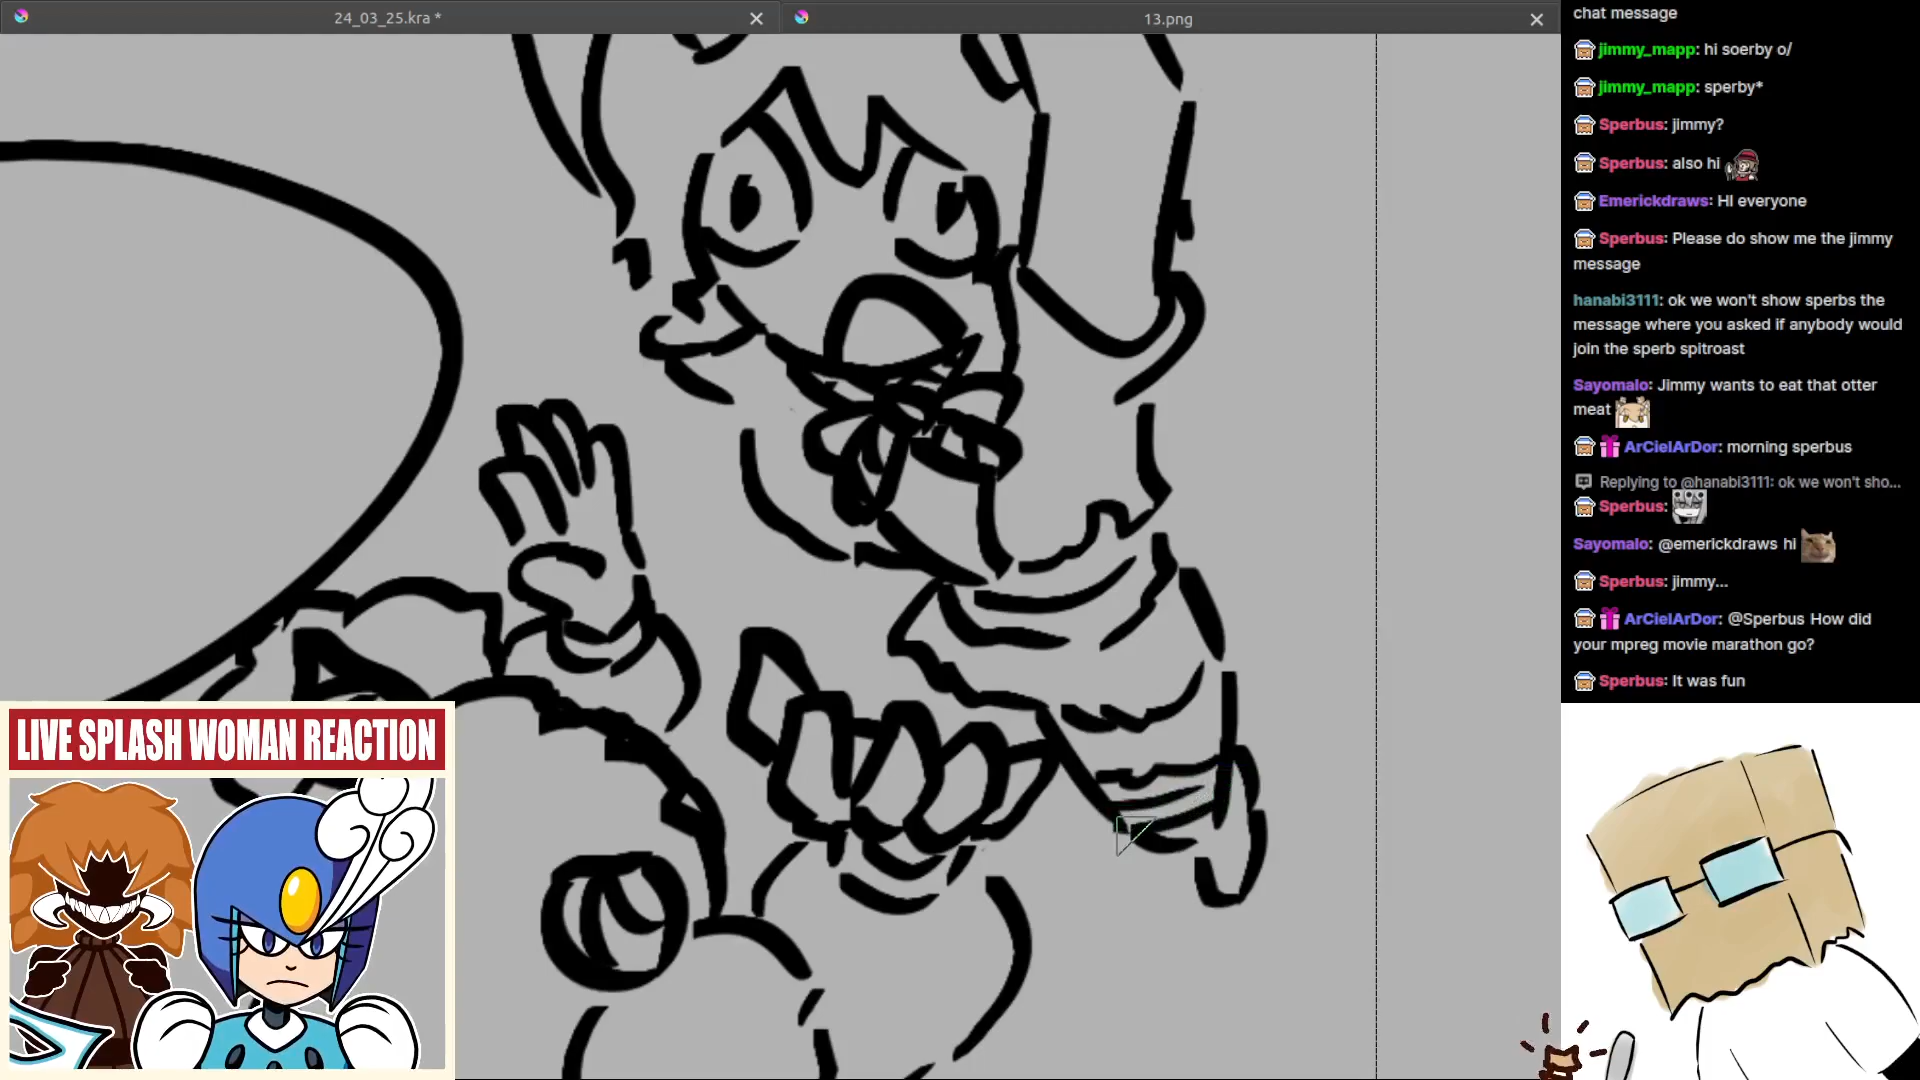 24_03_25.kra *
13.png
chat message
jimmy_mapp: hi soerby o/
jimmy_mapp: sperby*
Sperbus: jimmy?
Sperbus: also hi
Emerickdraws: HI everyone
Sperbus: Please do show me the jimmy
message
hanabi3111: ok we won't show sperbs the
message where you asked if anybody would
join the sperb spitroast
Sayomalo: Jimmy wants to eat that otter
meat
ArCielArDor: morning sperbus
Replying to @hanabi3111: ok we won't sho...
Sperbus:
Sayomalo: @emerickdraws hi
Sperbus: jimmy...
ArCielArDor: @Sperbus How did
your mpreg movie marathon go?
Sperbus: It was fun
LIVE SPLASH WOMAN REACTION